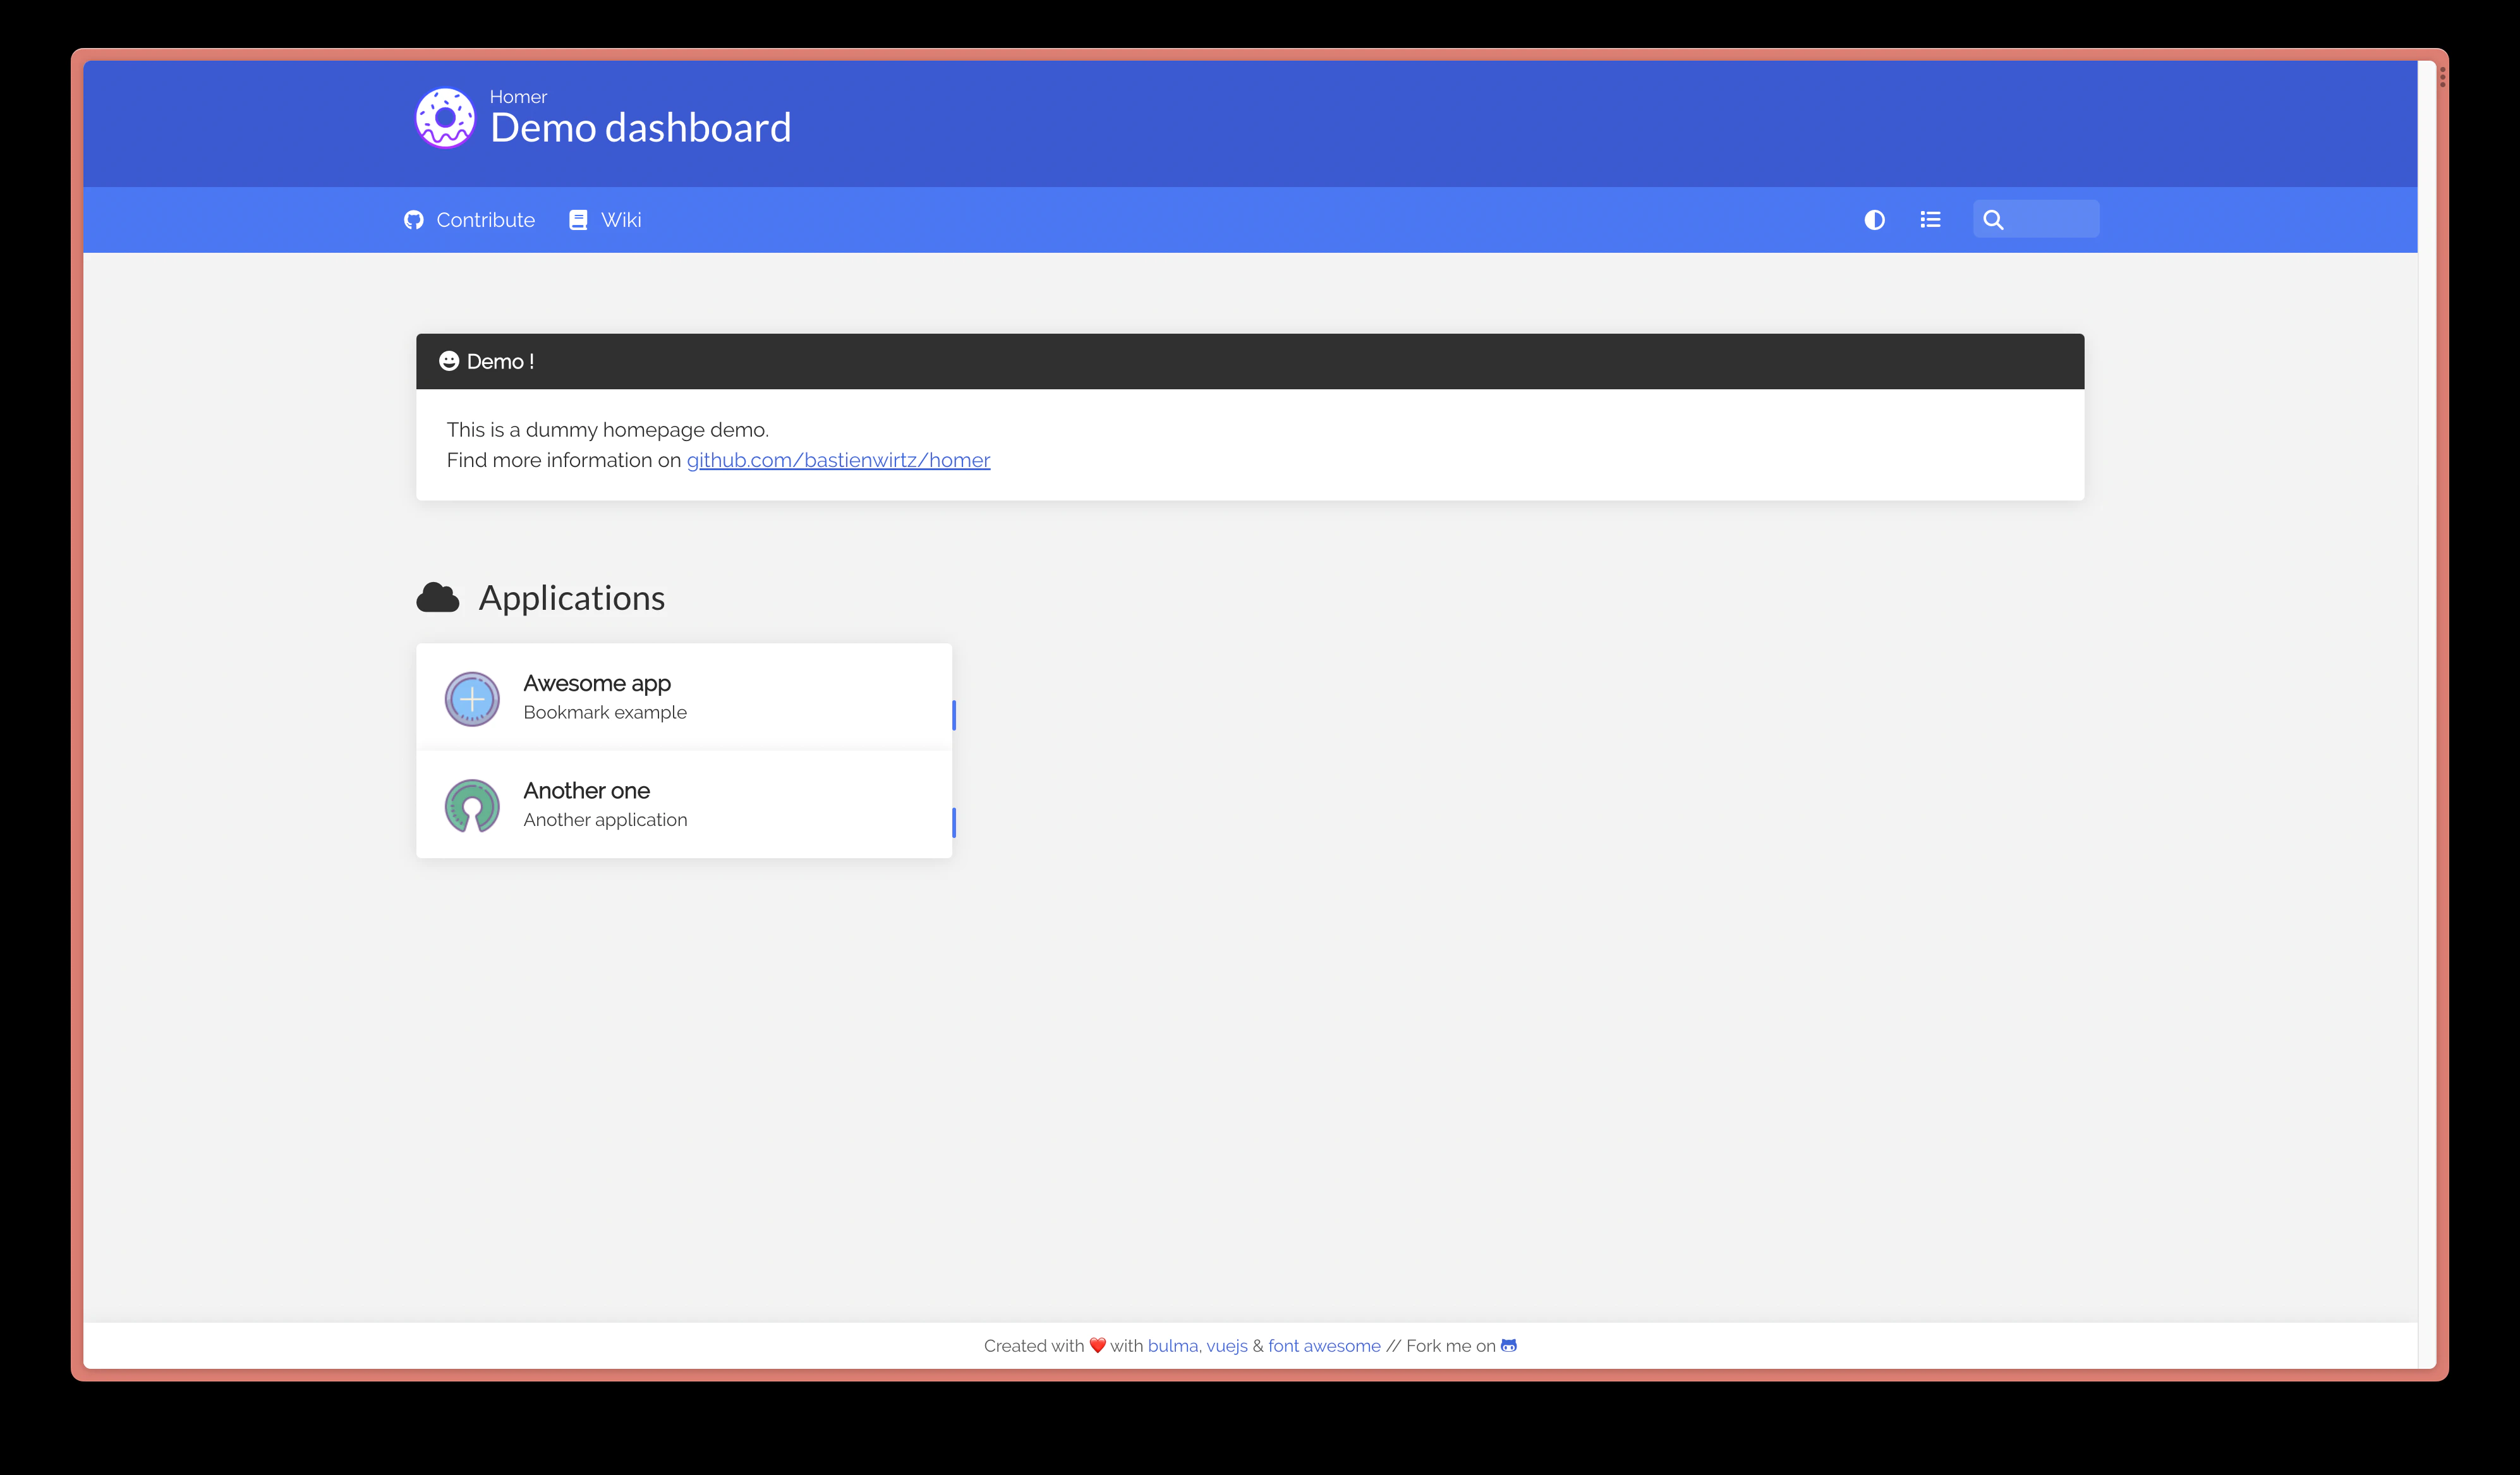 Homer
Demo dashboard
Contribute
Wiki
Demo !
This is a dummy homepage demo.
Find more information on github.com/bastienwirtz/homer
Applications
Awesome app
Bookmark example
Another one
Another application
Created with ❤️ with bulma, vuejs & font awesome // Fork me on